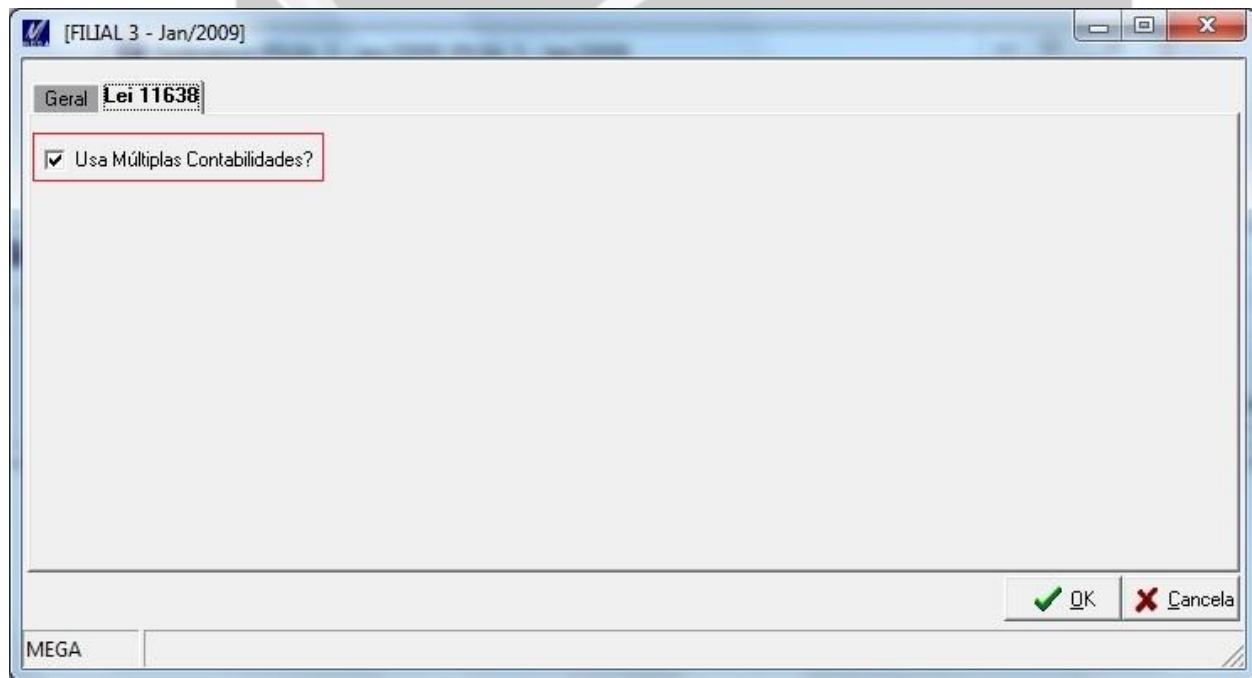 [FILIAL 3 - Jan/2009]
Geral Lei 11638
Usa Múltiplas Contabilidades?
OK Cancela
MEGA